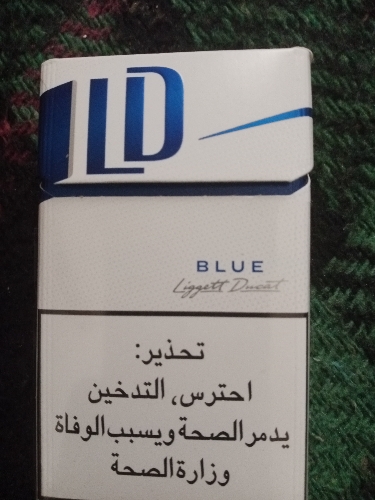 LD
BLUE
Liggett Ducat
تحذير:
احترس، التدخين
يدمر الصحة ويسبب الوفاة
وزارة الصحة